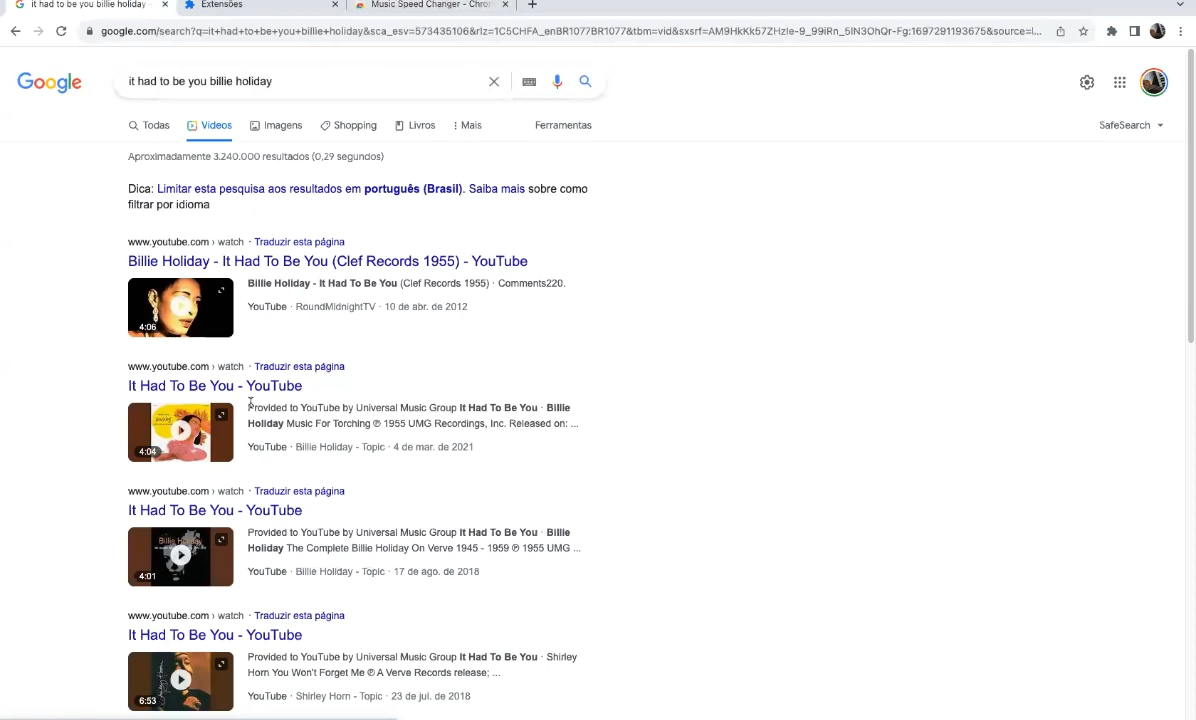 it had to be you billie holiday
Extensões
Music Speed Changer - Chro
google.com/search?q=it+had+to+be+you+billie+holiday&sca_esv=573435106&rlz=1C5CHFA_enBR1077BR1077&tbm=vid&sxsrf=AM9HkKk57ZHzIe-9_99iRn_5IN3OhQr-Fg:1697291193675&source=l...
Google
it had to be you billie holiday
Todas
Vídeos
Imagens
Shopping
Livros
Mais
Ferramentas
SafeSearch
Aproximadamente 3.240.000 resultados (0,29 segundos)
Dica: Limitar esta pesquisa aos resultados em português (Brasil). Saiba mais sobre como
filtrar por idioma
www.youtube.com › watch · Traduzir esta página
Billie Holiday - It Had To Be You (Clef Records 1955) - YouTube
Billie Holiday - It Had To Be You (Clef Records 1955) · Comments220.
4:06
YouTube · RoundMidnightTV · 10 de abr. de 2012
www.youtube.com › watch · Traduzir esta página
It Had To Be You - YouTube
Provided to YouTube by Universal Music Group It Had To Be You · Billie
Holiday Music For Torching ℗ 1955 UMG Recordings, Inc. Released on: ...
4:04
YouTube · Billie Holiday - Topic · 4 de mar. de 2021
www.youtube.com › watch · Traduzir esta página
It Had To Be You - YouTube
Provided to YouTube by Universal Music Group It Had To Be You · Billie
Holiday The Complete Billie Holiday On Verve 1945 - 1959 ℗ 1955 UMG ...
Billie Holiday
4:01
YouTube · Billie Holiday - Topic · 17 de ago. de 2018
www.youtube.com › watch · Traduzir esta página
It Had To Be You - YouTube
Provided to YouTube by Universal Music Group It Had To Be You · Shirley
Horn You Won't Forget Me ℗ A Verve Records release; ...
6:53
YouTube · Shirley Horn - Topic · 23 de jul. de 2018